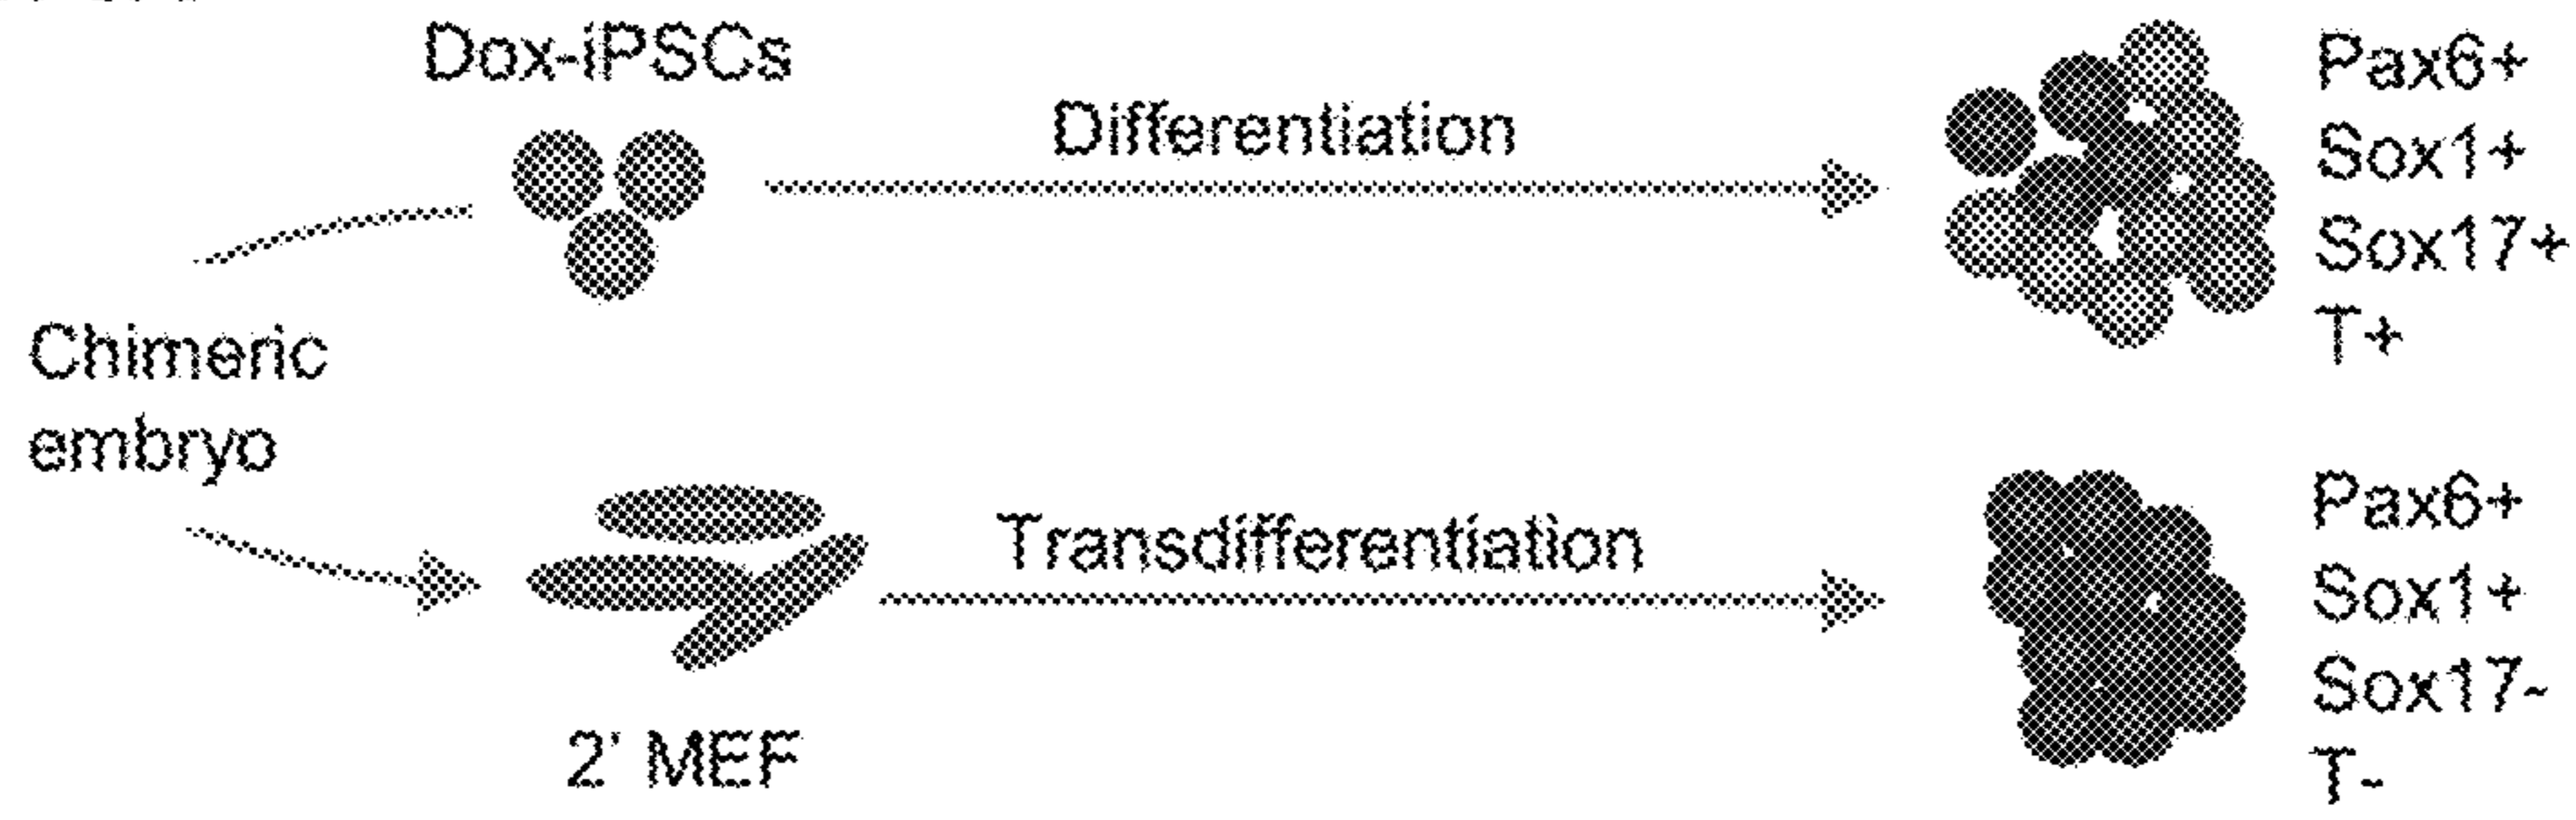 Dox-iPSCs
Differentiation
Pax6+
Sox1+
Sox17+
T+
Chimeric
embryo
2' MEF
Transdifferentiation
Pax6+
Sox1+
Sox17-
T-